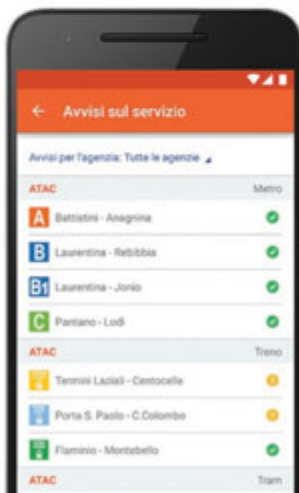 Avvisi sul servizio
Avvisi per l'agenzia: Tutte le agenzie
ATAC Metro
A Battistini - Anagnina
B Laurentina - Rebibbia
B1 Laurentina - Jonio
C Pantano - Lodi
ATAC Treno
Termini Laziali - Centocelle
Porta S. Paolo - C.Colombo
Flaminio - Montebello
ATAC Tram